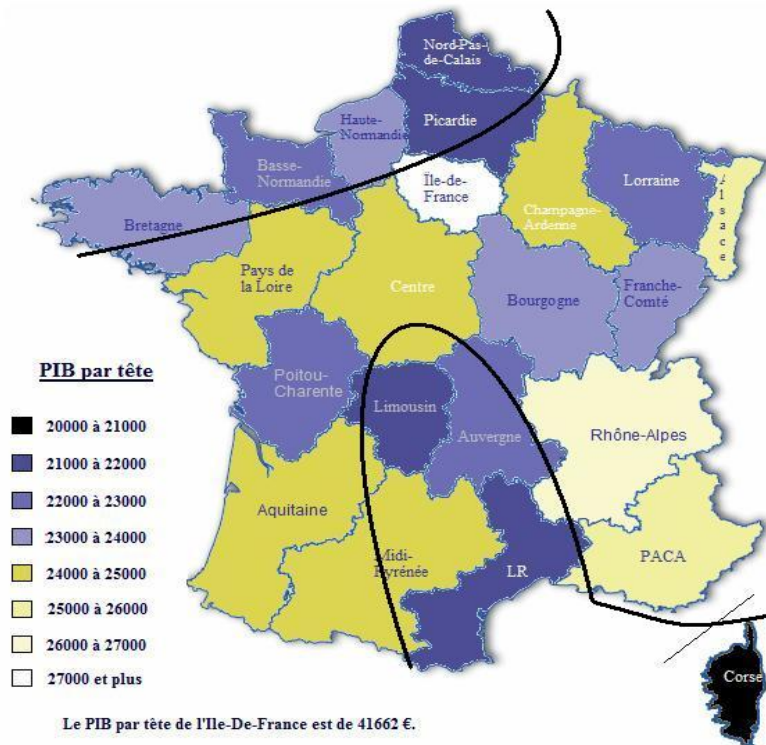 Nord-Pas-
de-Calais
Haute-
Normandie
Picardie
Basse-
Normandie
Île-de-
France
Lorraine
Alsace
Bretagne
Champagne-
Ardenne
Pays de
la Loire
Centre
Bourgogne
Franche-
Comté
PIB par tête
Poitou-
Charente
Limousin
Auvergne
Rhône-Alpes
20000 à 21000
21000 à 22000
22000 à 23000
23000 à 24000
24000 à 25000
25000 à 26000
26000 à 27000
27000 et plus
Aquitaine
Midi-
Pyrénée
LR
PACA
Corse
Le PIB par tête de l'Ile-De-France est de 41662 €.